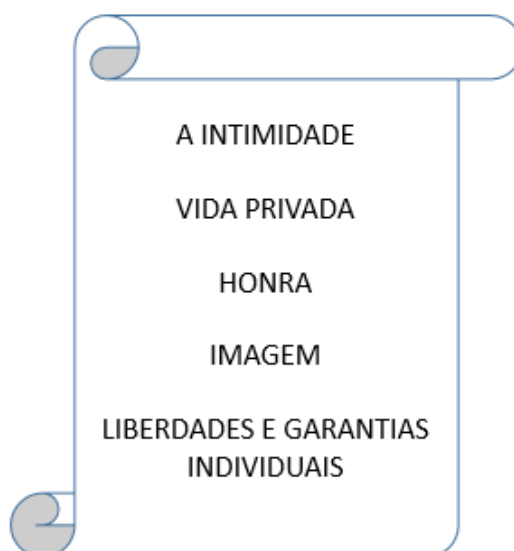 A INTIMIDADE
VIDA PRIVADA
HONRA
IMAGEM
LIBERDADES E GARANTIAS
INDIVIDUAIS